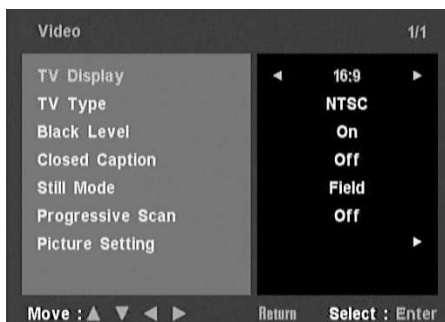 Video 1/1
TV Display ◄ 16:9 ►
TV Type NTSC
Black Level On
Closed Caption Off
Still Mode Field
Progressive Scan Off
Picture Setting ►
Move :▲ ▼ ◄ ► Return Select : Enter